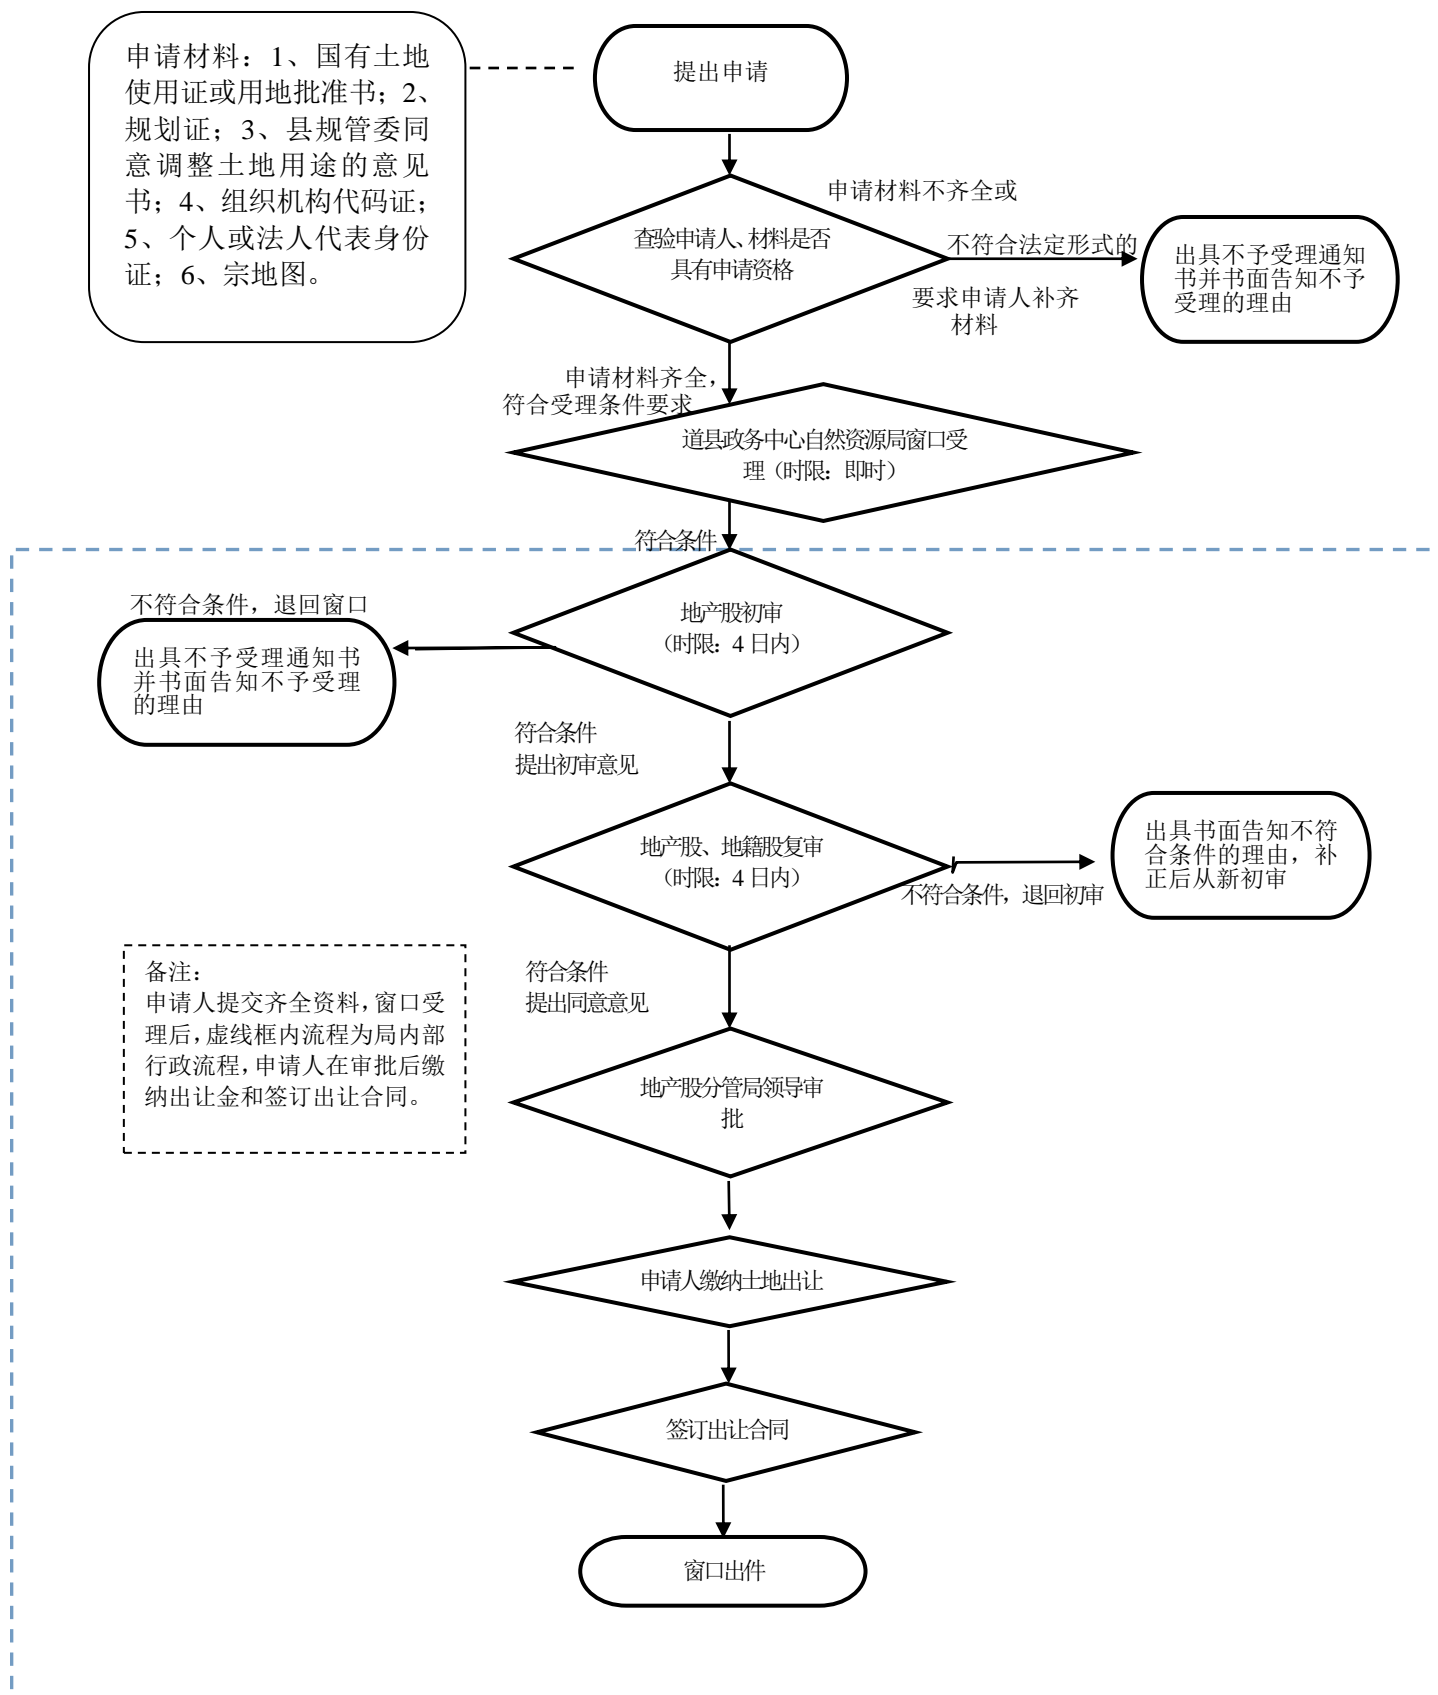 申请材料：1、国有土地
使用证或用地批准书；2、
规划证；3、县规管委同
意调整土地用途的意见
书；4、组织机构代码证；
5、个人或法人代表身份
证；6、宗地图。
提出申请
查验申请人、材料是否
具有申请资格
申请材料不齐全或
不符合法定形式的
要求申请人补齐
材料
出具不予受理通知
书并书面告知不予
受理的理由
申请材料齐全，
符合受理条件要求
道县政务中心自然资源局窗口受
理（时限：即时）
符合条件
地产股初审
（时限：4 日内）
不符合条件，退回窗口
出具不予受理通知书
并书面告知不予受理
的理由
符合条件
提出初审意见
地产股、地籍股复审
（时限：4 日内）
不符合条件，退回初审
出具书面告知不符
合条件的理由，补
正后从新初审
备注：
申请人提交齐全资料，窗口受
理后，虚线框内流程为局内部
行政流程，申请人在审批后缴
纳出让金和签订出让合同。
符合条件
提出同意意见
地产股分管局领导审
批
申请人缴纳土地出让
签订出让合同
窗口出件